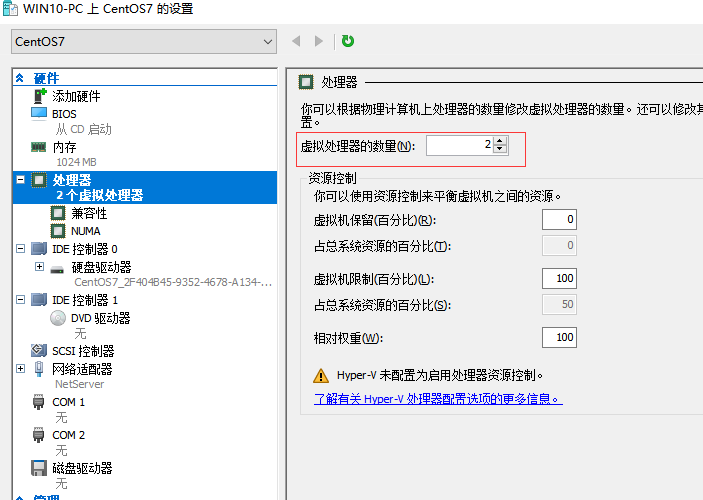 WIN10-PC 上 CentOS7 的设置
CentOS7
硬件
添加硬件
BIOS
从 CD 启动
内存
1024 MB
处理器
2 个虚拟处理器
兼容性
NUMA
IDE 控制器 0
硬盘驱动器
CentOS7_2F404B45-9352-4678-A134-...
IDE 控制器 1
DVD 驱动器
无
SCSI 控制器
网络适配器
NetServer
COM 1
无
COM 2
无
磁盘驱动器
无
管理
处理器
你可以根据物理计算机上处理器的数量修改虚拟处理器的数量。还可以修改其
置。
虚拟处理器的数量(N): 2
资源控制
你可以使用资源控制来平衡虚拟机之间的资源。
虚拟机保留(百分比)(R): 0
占总系统资源的百分比(T): 0
虚拟机限制(百分比)(L): 100
占总系统资源的百分比(S): 50
相对权重(W): 100
Hyper-V 未配置为启用处理器资源控制。
了解有关 Hyper-V 处理器配置选项的更多信息。